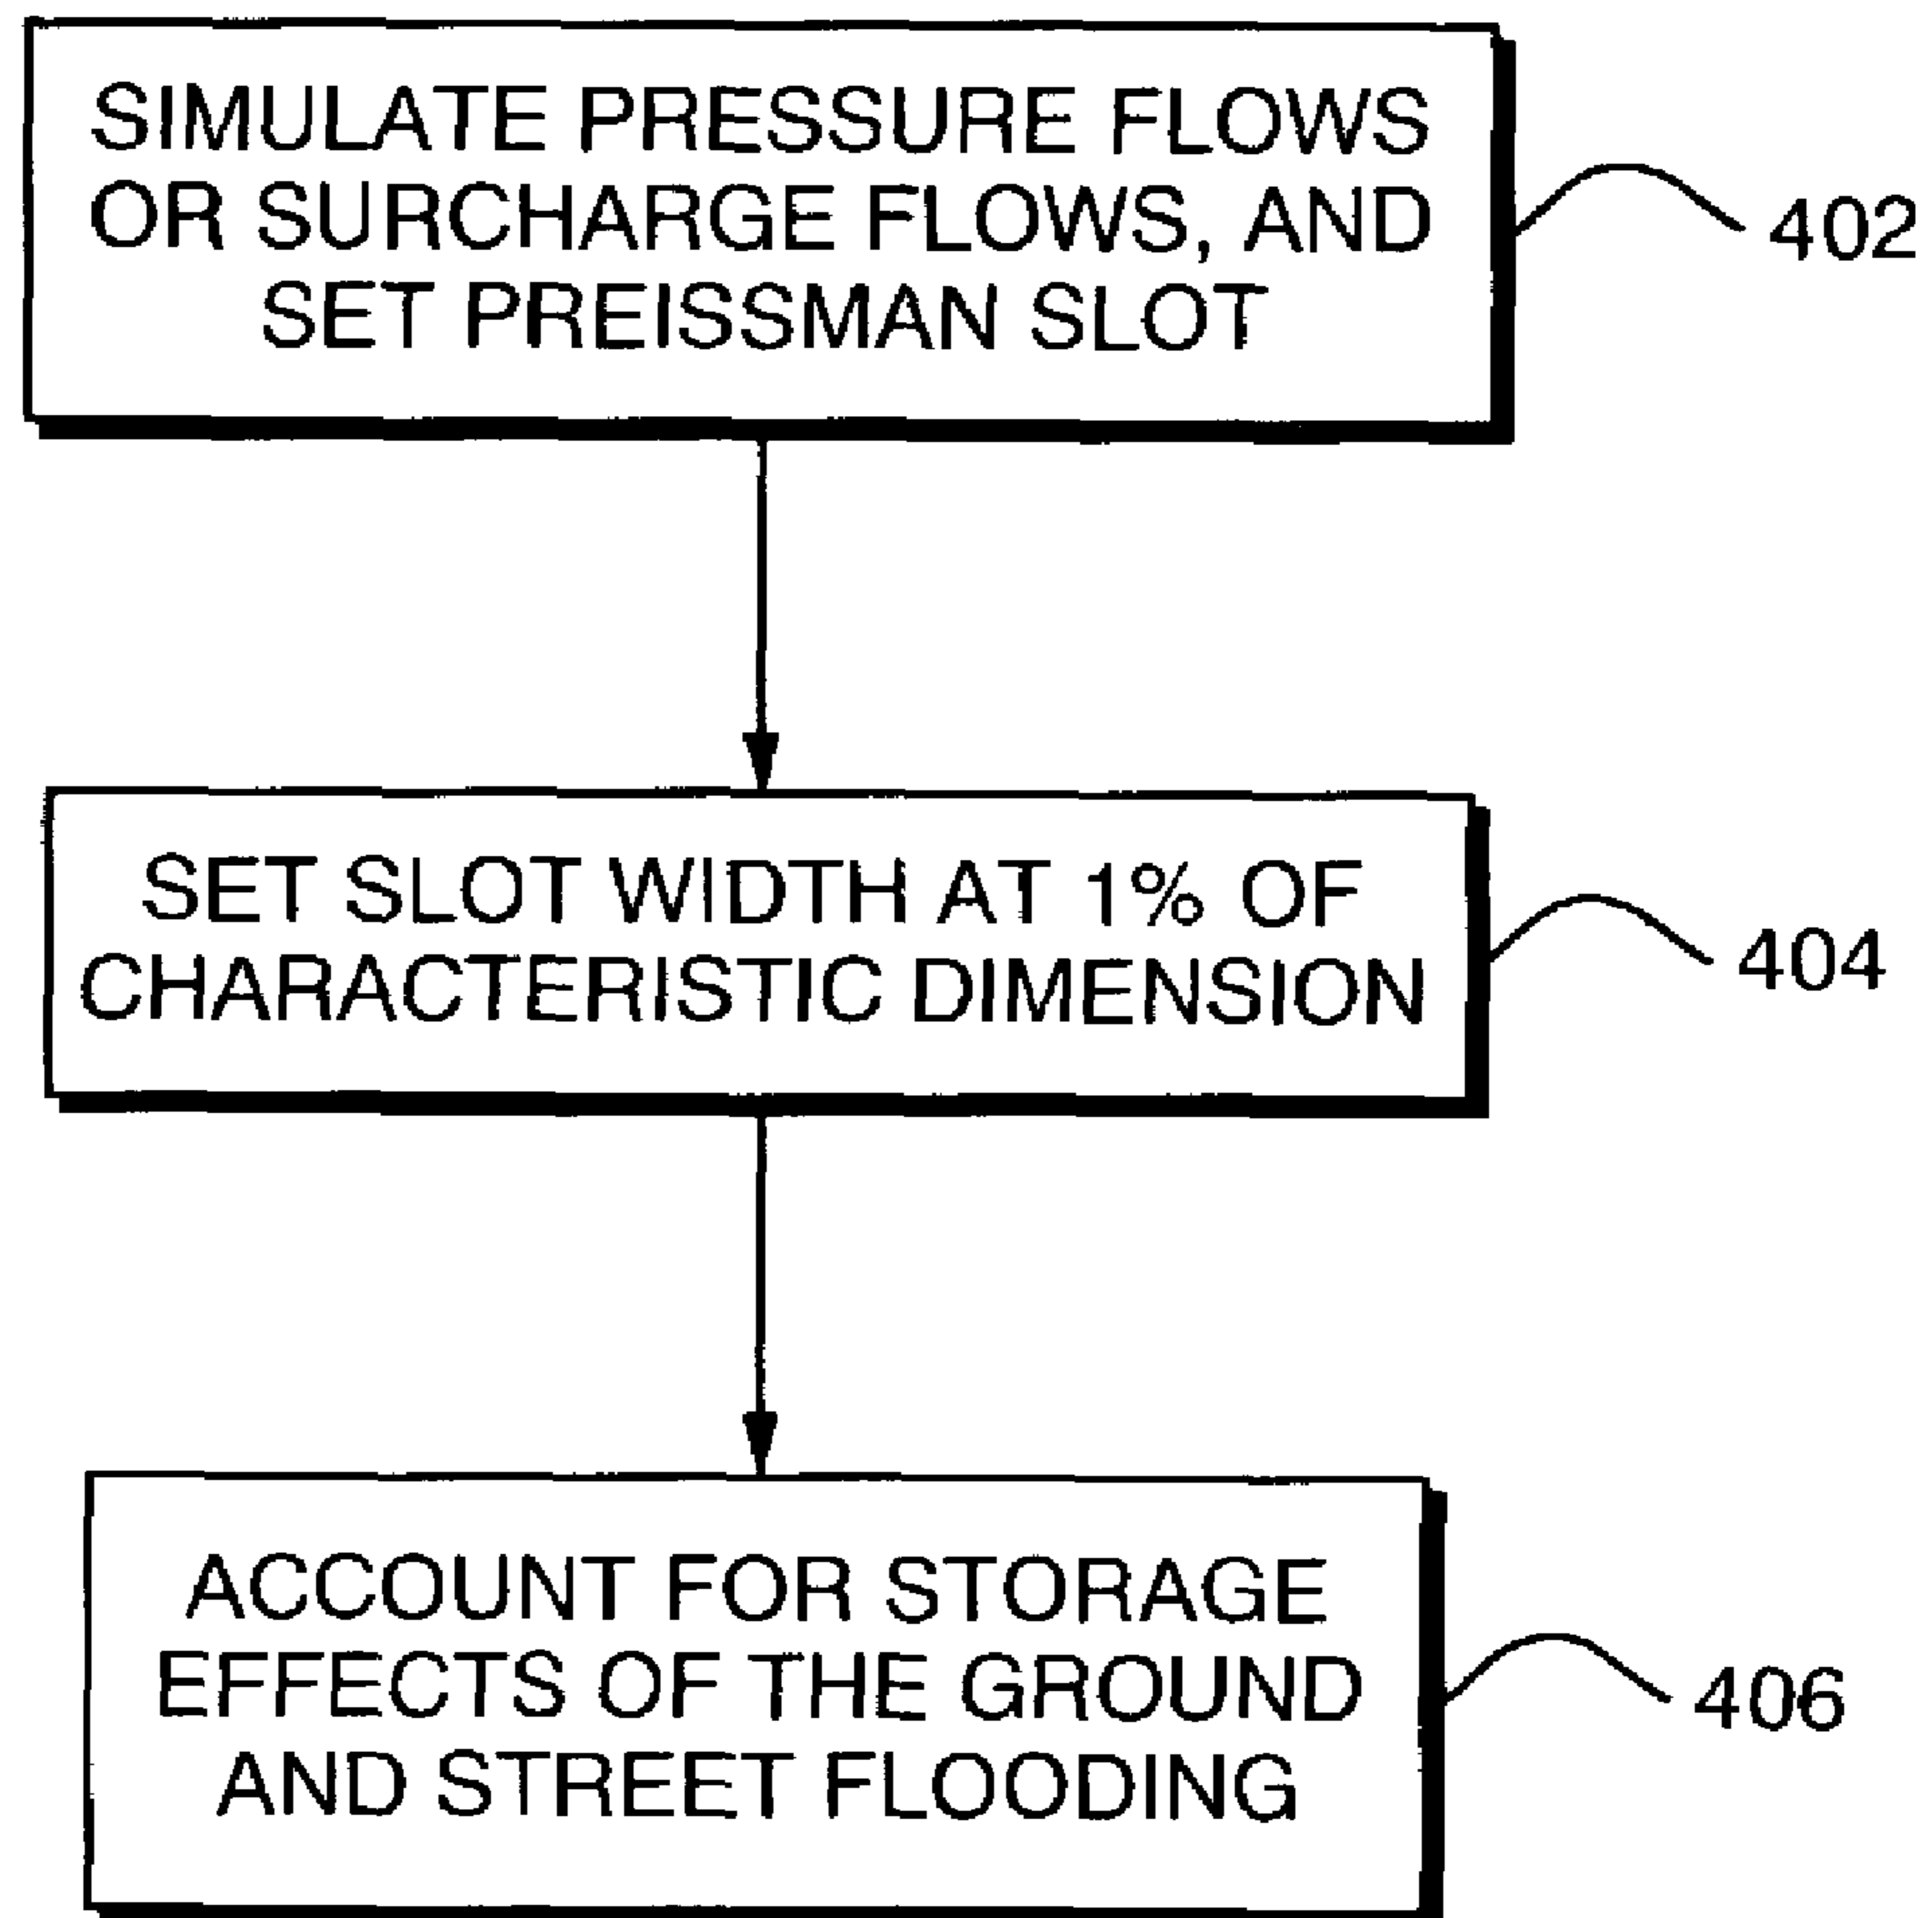 SIMULATE PRESSURE FLOWS
OR SURCHARGE FLOWS, AND
SET PREISSMAN SLOT
402
SET SLOT WIDTH AT 1% OF
CHARACTERISTIC DIMENSION
404
ACCOUNT FOR STORAGE
EFFECTS OF THE GROUND
AND STREET FLOODING
406